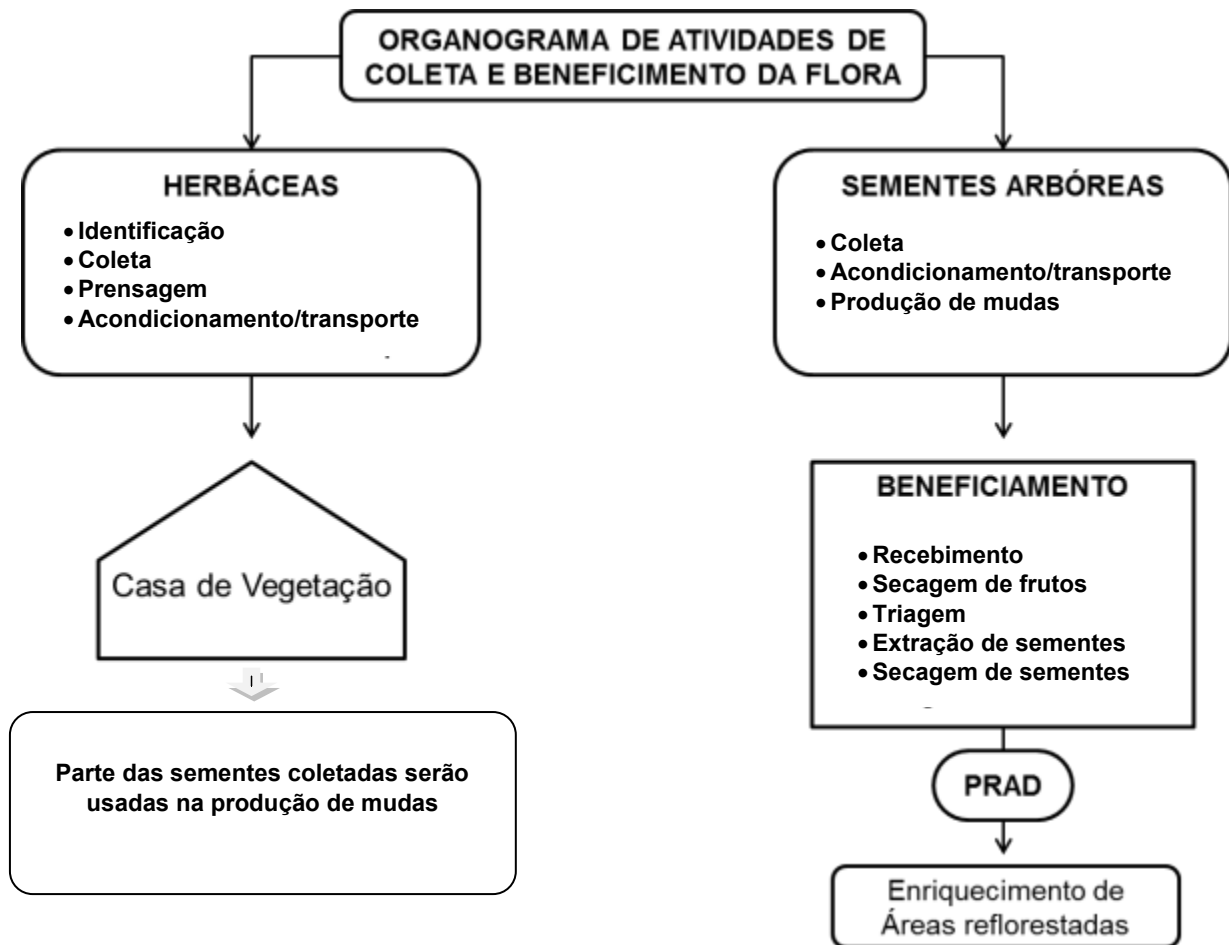 ORGANOGRAMA DE ATIVIDADES DE
COLETA E BENEFICIMENTO DA FLORA
HERBÁCEAS
• Identificação
• Coleta
• Prensagem
• Acondicionamento/transporte
Casa de Vegetação
Parte das sementes coletadas serão
usadas na produção de mudas
SEMENTES ARBÓREAS
• Coleta
• Acondicionamento/transporte
• Produção de mudas
BENEFICIAMENTO
• Recebimento
• Secagem de frutos
• Triagem
• Extração de sementes
• Secagem de sementes
PRAD
Enriquecimento de
Áreas reflorestadas